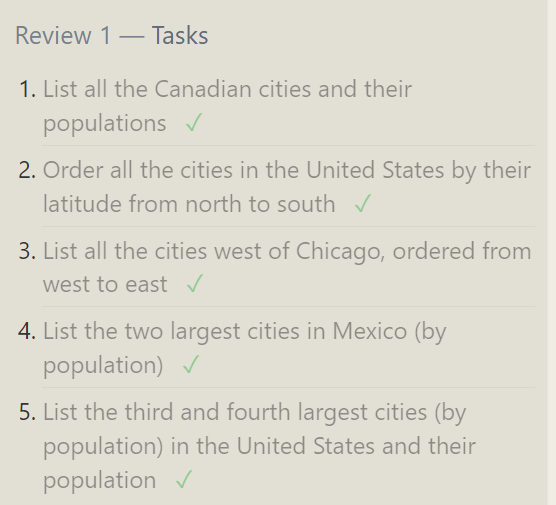 Review 1 — Tasks
1. List all the Canadian cities and their
populations ✓
2. Order all the cities in the United States by their
latitude from north to south ✓
3. List all the cities west of Chicago, ordered from
west to east ✓
4. List the two largest cities in Mexico (by
population) ✓
5. List the third and fourth largest cities (by
population) in the United States and their
population ✓